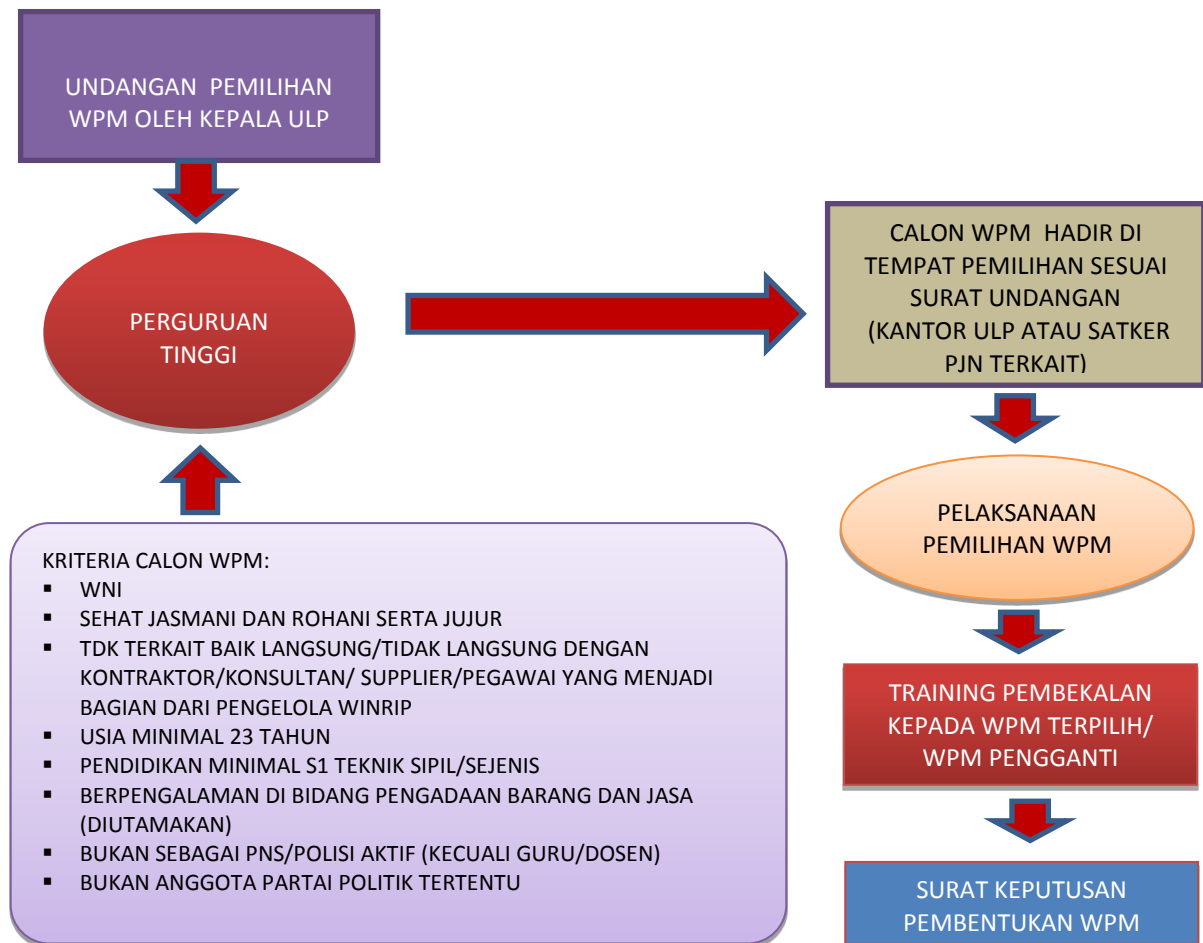 UNDANGAN PEMILIHAN
WPM OLEH KEPALA ULP
PERGURUAN
TINGGI
KRITERIA CALON WPM:
▪ WNI
▪ SEHAT JASMANI DAN ROHANI SERTA JUJUR
▪ TDK TERKAIT BAIK LANGSUNG/TIDAK LANGSUNG DENGAN
KONTRAKTOR/KONSULTAN/ SUPPLIER/PEGAWAI YANG MENJADI
BAGIAN DARI PENGELOLA WINRIP
▪ USIA MINIMAL 23 TAHUN
▪ PENDIDIKAN MINIMAL S1 TEKNIK SIPIL/SEJENIS
▪ BERPENGALAMAN DI BIDANG PENGADAAN BARANG DAN JASA
(DIUTAMAKAN)
▪ BUKAN SEBAGAI PNS/POLISI AKTIF (KECUALI GURU/DOSEN)
▪ BUKAN ANGGOTA PARTAI POLITIK TERTENTU
CALON WPM HADIR DI
TEMPAT PEMILIHAN SESUAI
SURAT UNDANGAN
(KANTOR ULP ATAU SATKER
PJN TERKAIT)
PELAKSANAAN
PEMILIHAN WPM
TRAINING PEMBEKALAN
KEPADA WPM TERPILIH/
WPM PENGGANTI
SURAT KEPUTUSAN
PEMBENTUKAN WPM